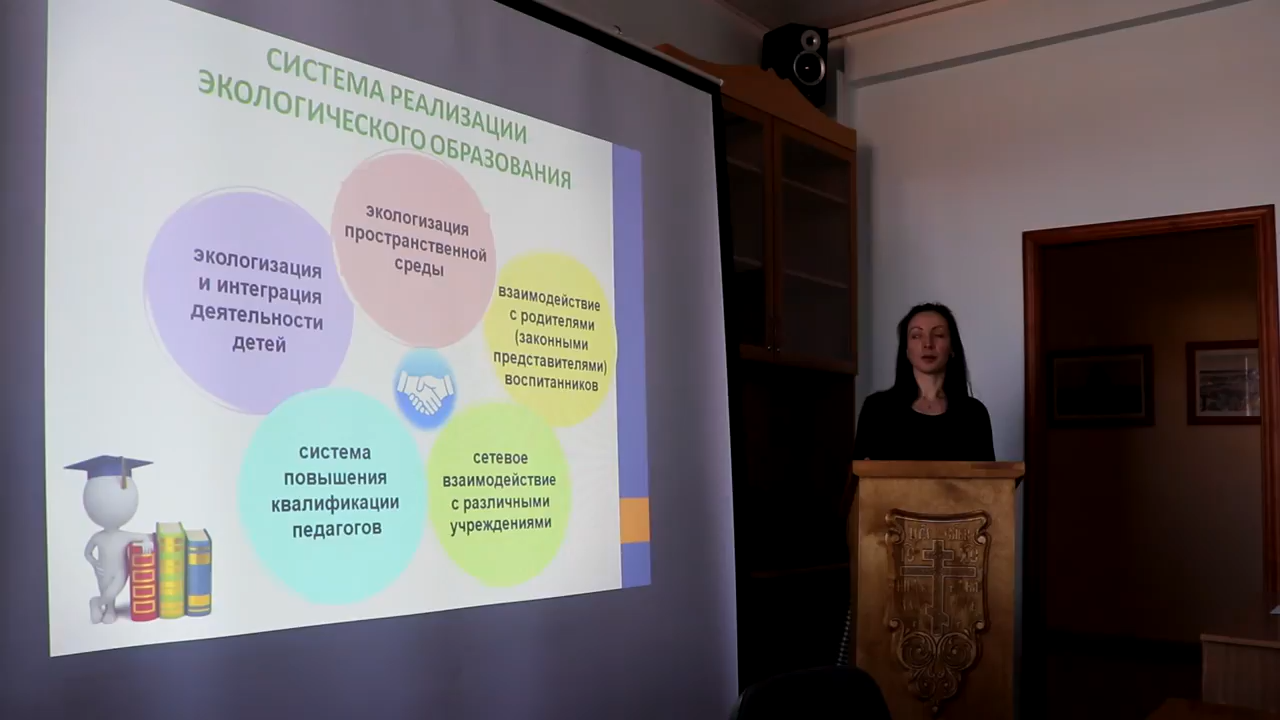 СИСТЕМА РЕАЛИЗАЦИИ
ЭКОЛОГИЧЕСКОГО ОБРАЗОВАНИЯ
экологизация
пространственной
среды
экологизация
и интеграция
деятельности
детей
взаимодействие
с родителями
(законными
представителями)
воспитанников
система
повышения
квалификации
педагогов
сетевое
взаимодействие
с различными
учреждениями